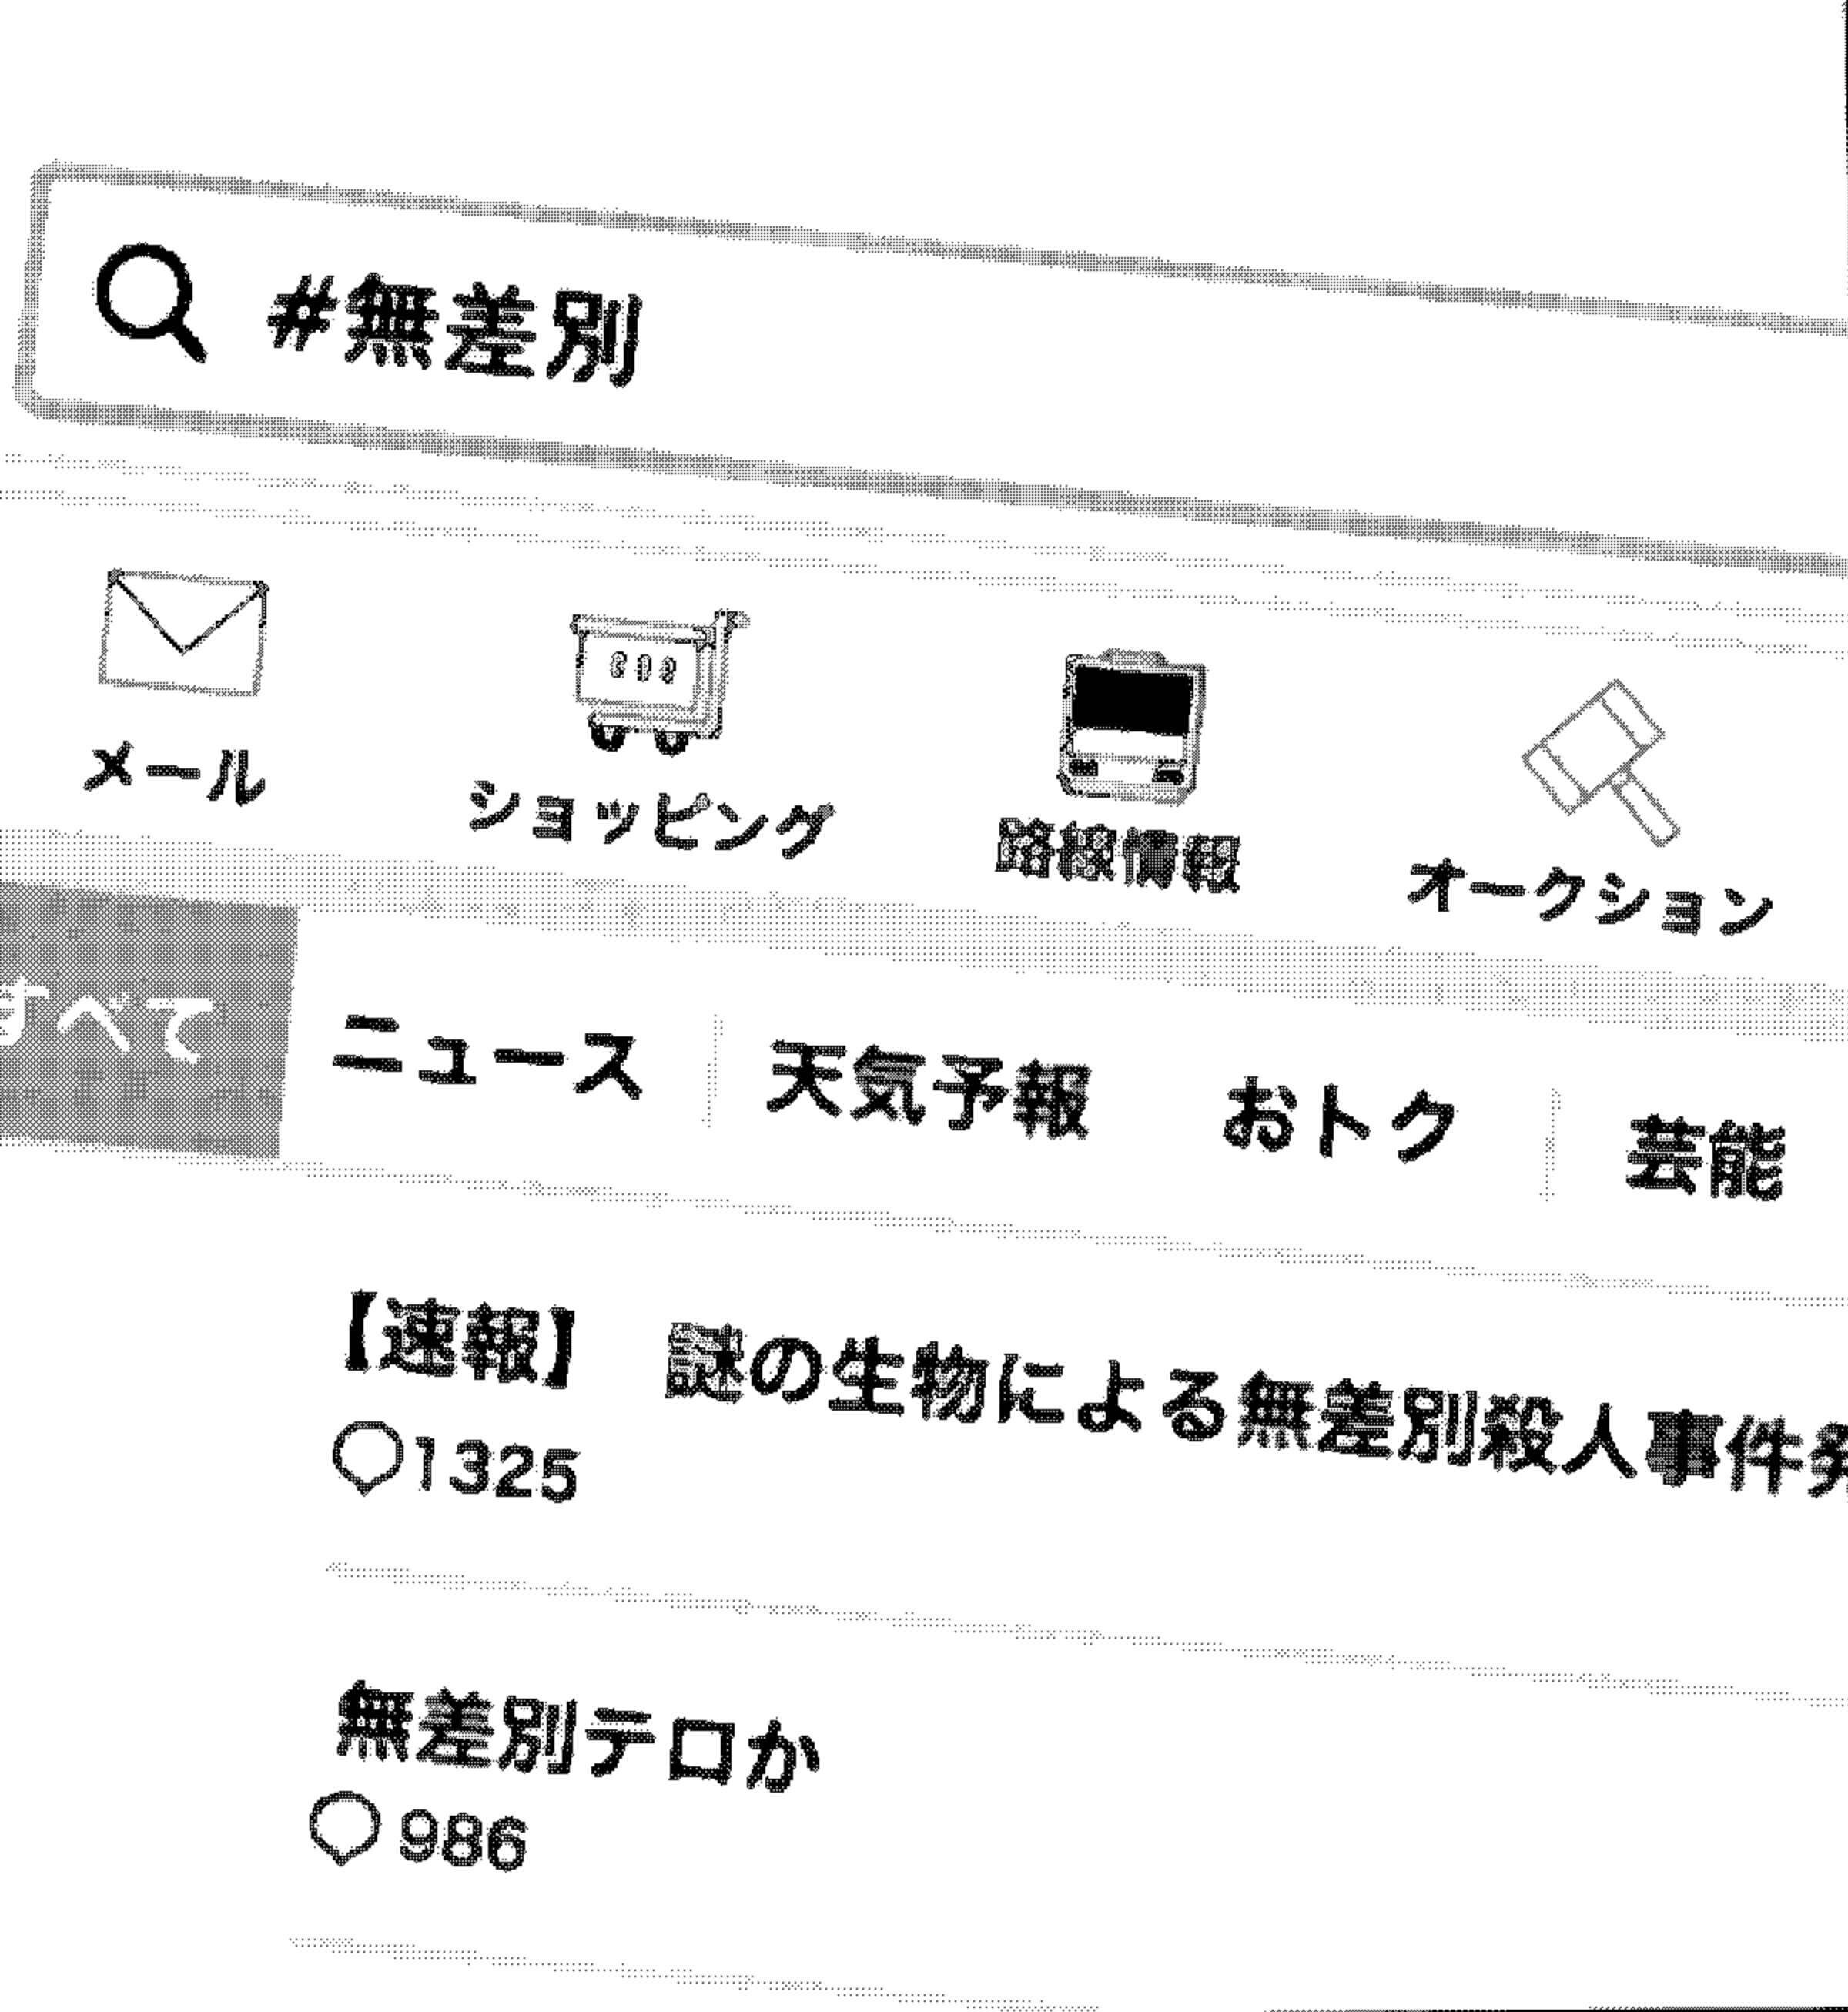 #無差別
メール ショッピング 路線情報 オークション
すべて ニュース 天気予報 おトク 芸能
【速報】 謎の生物による無差別殺人事件発
1325
無差別テロか
986